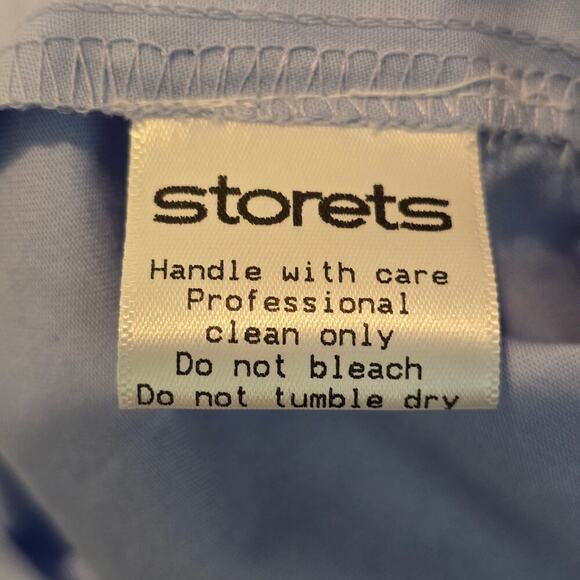 storets
Handle with care
Professional
clean only
Do not bleach
Do not tumble dry